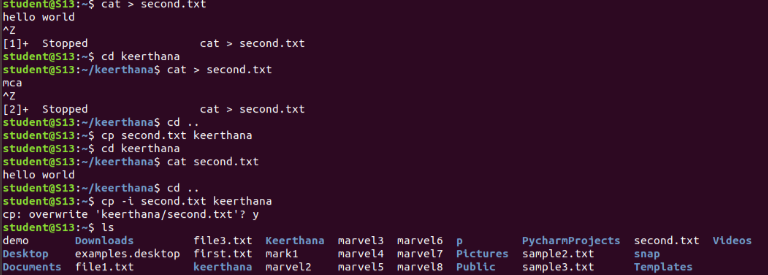 student@S13:~$ cat > second.txt
hello world
^Z
[1]+  Stopped                 cat > second.txt
student@S13:~$ cd keerthana
student@S13:~/keerthana$ cat > second.txt
mca
^Z
[2]+  Stopped                 cat > second.txt
student@S13:~/keerthana$ cd ..
student@S13:~$ cp second.txt keerthana
student@S13:~$ cd keerthana
student@S13:~/keerthana$ cat second.txt
hello world
student@S13:~/keerthana$ cd ..
student@S13:~$ cp -i second.txt keerthana
cp: overwrite 'keerthana/second.txt'? y
student@S13:~$ ls
demo       Downloads         file3.txt  Keerthana  marvel3  marvel6  p         PycharmProjects  second.txt  Videos
Desktop    examples.desktop  first.txt  mark1      marvel4  marvel7  Pictures  sample2.txt      snap
Documents  file1.txt         keerthana  marvel2    marvel5  marvel8  Public    sample3.txt      Templates